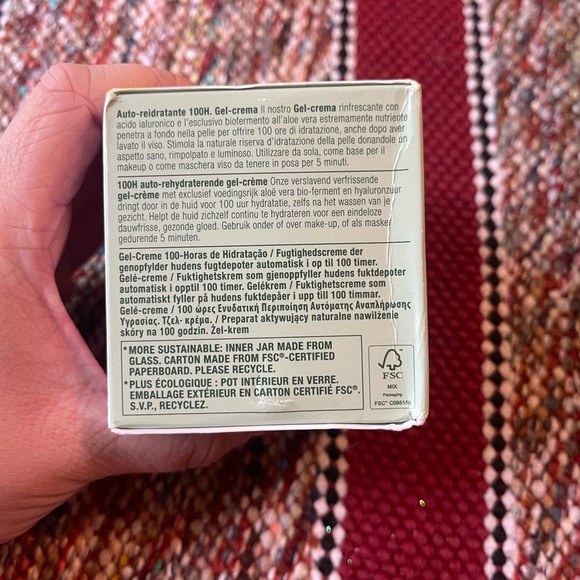 Auto-reidratante 100H. Gel-crema Il nostro Gel-crema rinfrescante con
acido ialuronico e l'esclusivo biofermento all'aloe vera estremamente nutriente
penetra a fondo nella pelle per offrire 100 ore di idratazione, anche dopo aver
lavato il viso. Stimola la naturale riserva d'idratazione della pelle donandole un
aspetto sano, rimpolpato e luminoso. Utilizzare da sola, come base per il
makeup o come maschera viso da tenere in posa per 5 minuti.
100H auto-rehydraterende gel-crème Onze verslavend verfrissende
gel-crème met exclusief voedingsrijk aloë vera bio-ferment en hyaluronzuur
dringt door in de huid voor 100 uur hydratatie, zelfs na het wassen van je
gezicht. Helpt de huid zichzelf continu te hydrateren voor een eindeloze
dauwfrisse, gezonde gloed. Gebruik onder of over make-up, of als masker
gedurende 5 minuten.
Gel-Creme 100-Horas de Hidratação / Fugtighedscreme der
genopfylder hudens fugtdepoter automatisk i op til 100 timer.
Gelé-creme / Fuktighetskrem som gjenoppfyller hudens fuktdepoter
automatisk i opptil 100 timer. Gelékrem / Fuktighetscreme som
automatiskt fyller på hudens fuktdepåer i upp till 100 timmar.
Gelé-creme / 100 ώρες Ενυδατική Περιποίηση Αυτόματης Αναπλήρωσης
Υγρασίας. Τζελ- κρέμα. / Preparat aktywujący naturalne nawilżenie
skóry na 100 godzin. Żel-krem
*MORE SUSTAINABLE: INNER JAR MADE FROM
GLASS. CARTON MADE FROM FSC®-CERTIFIED
PAPERBOARD. PLEASE RECYCLE.
*PLUS ÉCOLOGIQUE : POT INTÉRIEUR EN VERRE.
EMBALLAGE EXTÉRIEUR EN CARTON CERTIFIÉ FSC®.
S.V.P., RECYCLEZ.
FSC
MIX
Packaging
FSC®